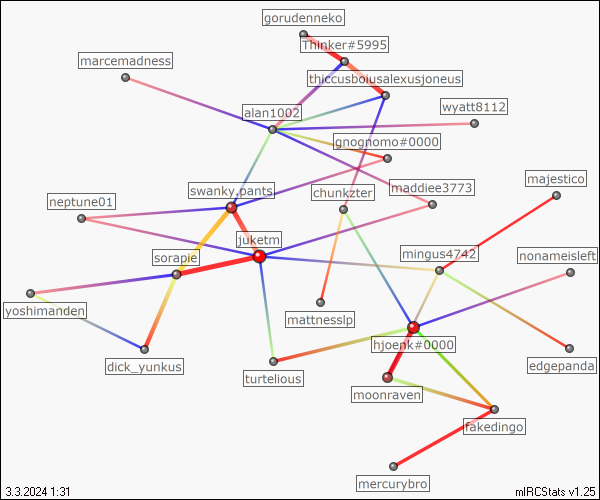 gorudenneko
Thinker#5995
marcemadness
thiccusboiusalexusjoneus
wyatt8112
alan1002
gnognomo#0000
majestico
swanky,pants
chunkzter
maddiee3773
neptune01
juketm
sorapie
mingus4742
nonameisleft
yoshimanden
mattnesslp
hjoenk#0000
dick_yunkus
turtelious
edgepanda
moonraven
fakedingo
mercurybro
3.3.2024 1:31
mIRCStats v1.25